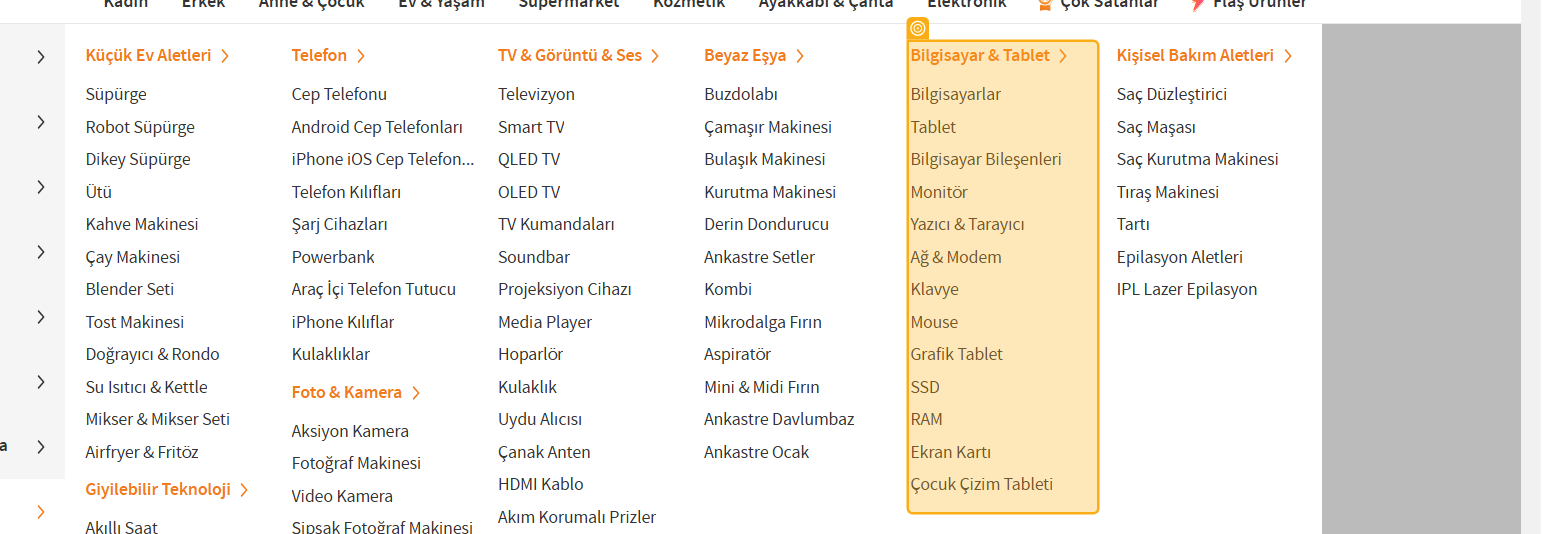 Kadın
Erkek
Anne & Çocuk
Ev & Yaşam
Süpermarket
Kozmetik
Ayakkabı & Çanta
Elektronik
Çok Satanlar
Flaş Ürünler
a
Küçük Ev Aletleri
Süpürge
Robot Süpürge
Dikey Süpürge
Ütü
Kahve Makinesi
Çay Makinesi
Blender Seti
Tost Makinesi
Doğrayıcı & Rondo
Su Isıtıcı & Kettle
Mikser & Mikser Seti
Airfryer & Fritöz
Giyilebilir Teknoloji
Akıllı Saat
Telefon
Cep Telefonu
Android Cep Telefonları
iPhone iOS Cep Telefon...
Telefon Kılıfları
Şarj Cihazları
Powerbank
Araç İçi Telefon Tutucu
iPhone Kılıflar
Kulaklıklar
Foto & Kamera
Aksiyon Kamera
Fotoğraf Makinesi
Video Kamera
Şipşak Fotoğraf Makinesi
TV & Görüntü & Ses
Televizyon
Smart TV
QLED TV
OLED TV
TV Kumandaları
Soundbar
Projeksiyon Cihazı
Media Player
Hoparlör
Kulaklık
Uydu Alıcısı
Çanak Anten
HDMI Kablo
Akım Korumalı Prizler
Beyaz Eşya
Buzdolabı
Çamaşır Makinesi
Bulaşık Makinesi
Kurutma Makinesi
Derin Dondurucu
Ankastre Setler
Kombi
Mikrodalga Fırın
Aspiratör
Mini & Midi Fırın
Ankastre Davlumbaz
Ankastre Ocak
Bilgisayar & Tablet
Bilgisayarlar
Tablet
Bilgisayar Bileşenleri
Monitör
Yazıcı & Tarayıcı
Ağ & Modem
Klavye
Mouse
Grafik Tablet
SSD
RAM
Ekran Kartı
Çocuk Çizim Tableti
Kişisel Bakım Aletleri
Saç Düzleştirici
Saç Maşası
Saç Kurutma Makinesi
Tıraş Makinesi
Tartı
Epilasyon Aletleri
IPL Lazer Epilasyon